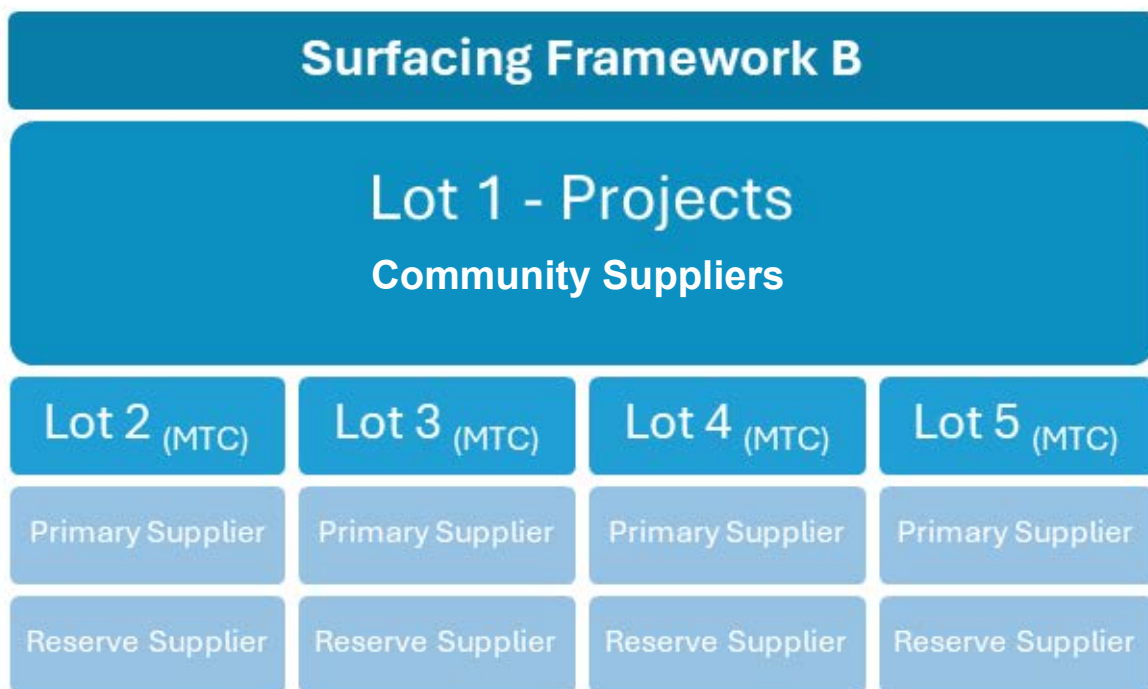 Surfacing Framework B
Lot 1 - Projects
Community Suppliers
Lot 2 (MTC) Lot 3 (MTC) Lot 4 (MTC) Lot 5 (MTC)
Primary Supplier Primary Supplier Primary Supplier Primary Supplier
Reserve Supplier Reserve Supplier Reserve Supplier Reserve Supplier